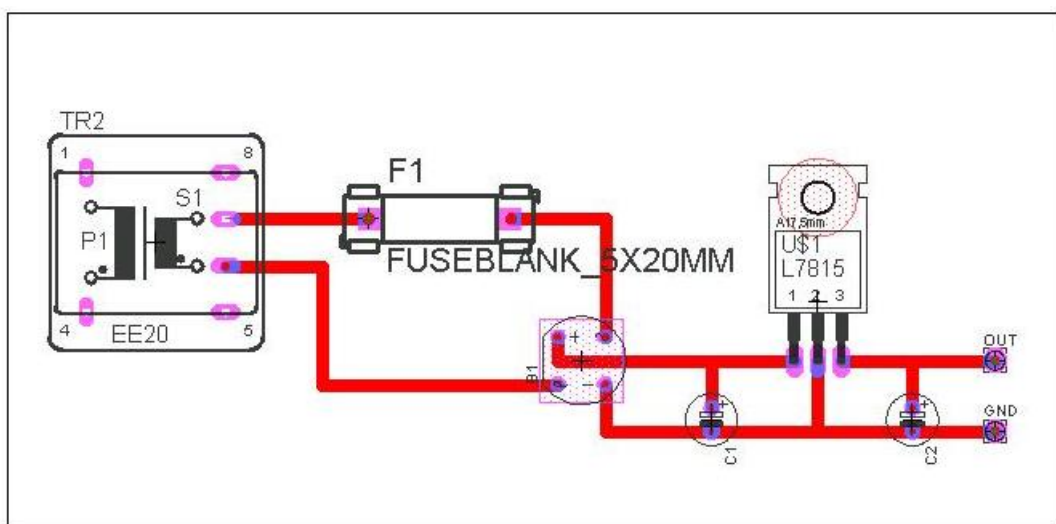 TR2
1
8
S1
P1
4
EE20
5
F1
FUSEBLANK_5X20MM
A17,5mm
U$1
L7815
1 2 3
B1
+
-
OUT
GND
+
C1
+
C2